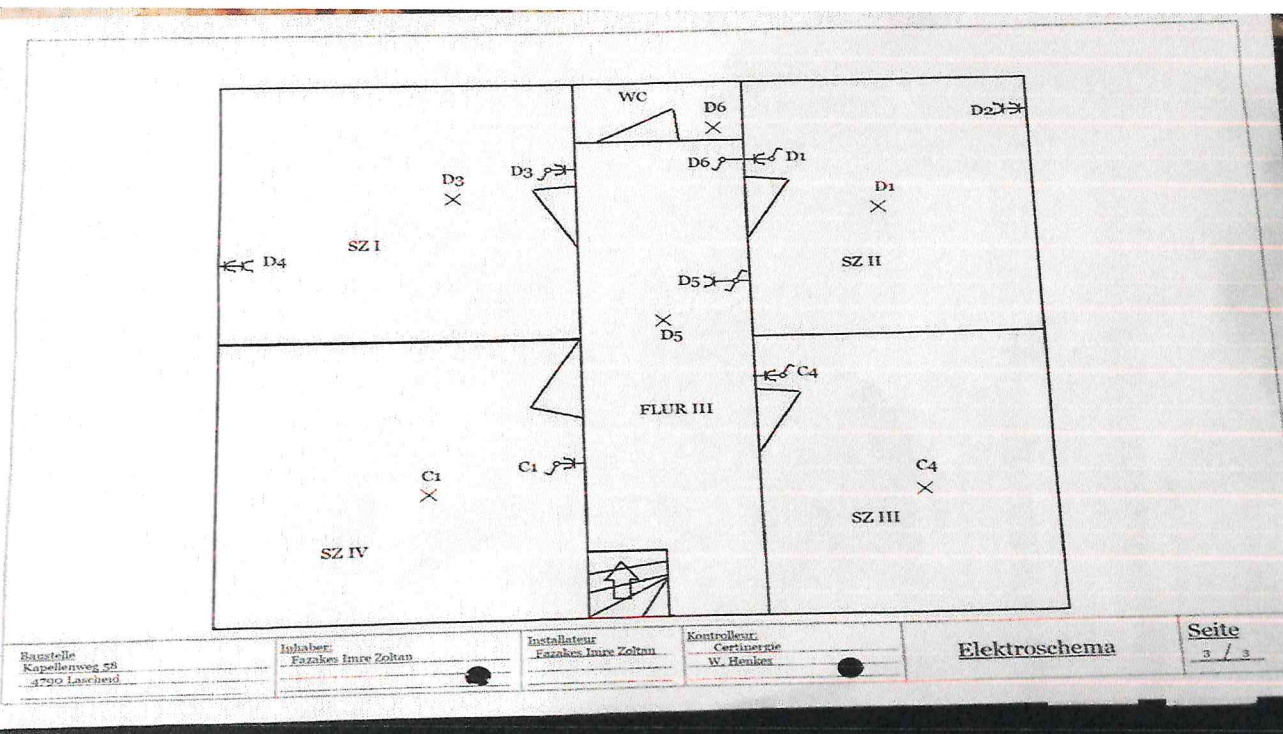 WC
D6
D2
D3
D6
D1
D3
D1
SZ I
D4
SZ II
D5
D5
C4
FLUR III
C1
C1
C4
SZ III
SZ IV
Baustelle
Kapellenweg 58
4790 Lascheid
Inhaber:
Fazakes Imre Zoltan
Installateur
Fazakes Imre Zoltan
Kontrolleur:
Certinergie
W. Henkes
Elektroschema
Seite
3 / 3